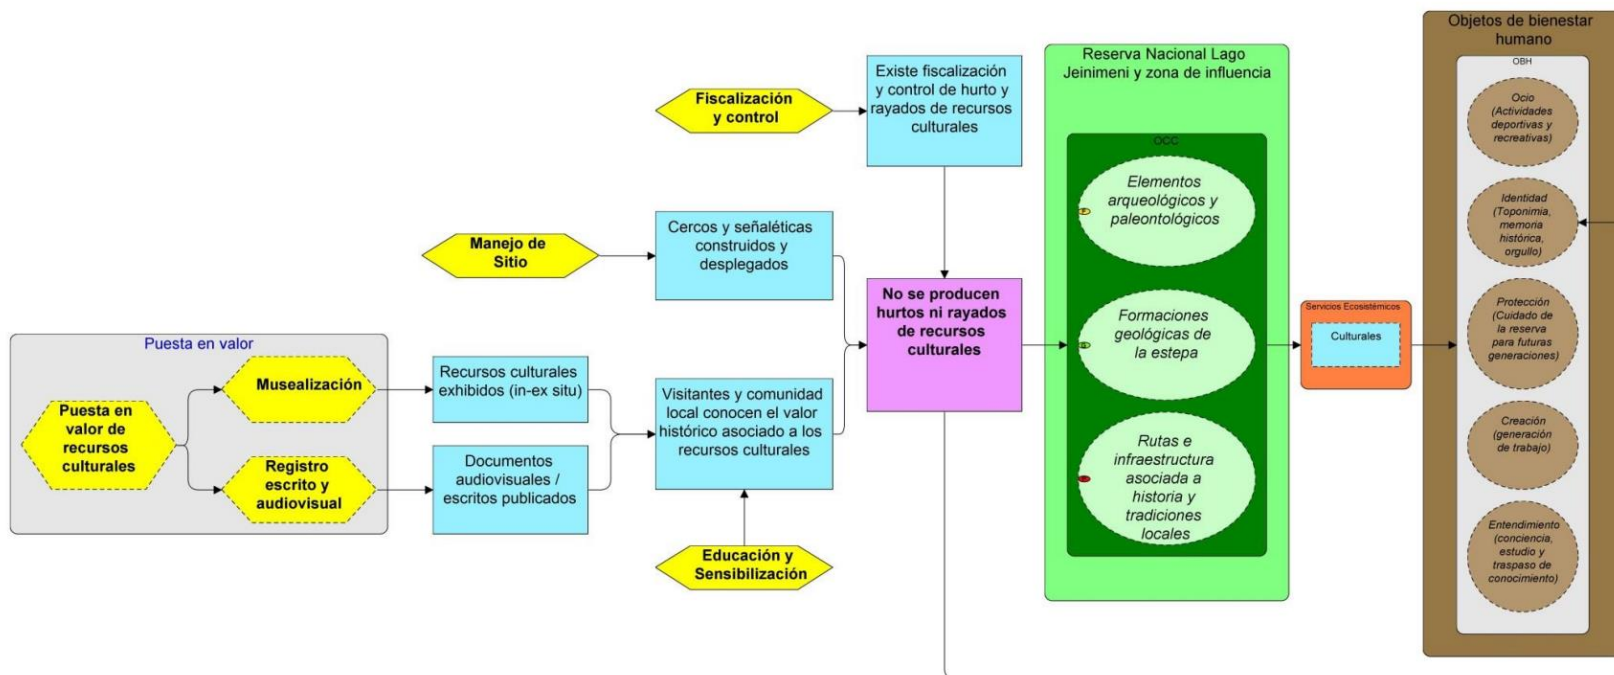 Puesta en valor
Puesta en
valor de
recursos
culturales
Musealización
Registro
escrito y
audiovisual
Recursos culturales
exhibidos (in-ex situ)
Documentos
audiovisuales /
escritos publicados
Manejo de
Sitio
Cercos y señaléticas
construidos y
desplegados
Visitantes y comunidad
local conocen el valor
histórico asociado a los
recursos culturales
Educación y
Sensibilización
Fiscalización
y control
Existe fiscalización
y control de hurto y
rayados de recursos
culturales
No se producen
hurtos ni rayados
de recursos
culturales
Reserva Nacional Lago
Jeinimeni y zona de influencia
OCC
Elementos
arqueológicos y
paleontológicos
Formaciones
geológicas de
la estepa
Rutas e
infraestructura
asociada a
historia y
tradiciones
locales
Servicios Ecosistémicos
Culturales
Objetos de bienestar
humano
OBH
Ocio
(Actividades
deportivas y
recreativas)
Identidad
(Toponimia,
memoria
histórica,
orgullo)
Protección
(Cuidado de
la reserva
para futuras
generaciones)
Creación
(generación
de trabajo)
Entendimiento
(conciencia,
estudio y
traspaso de
conocimiento)